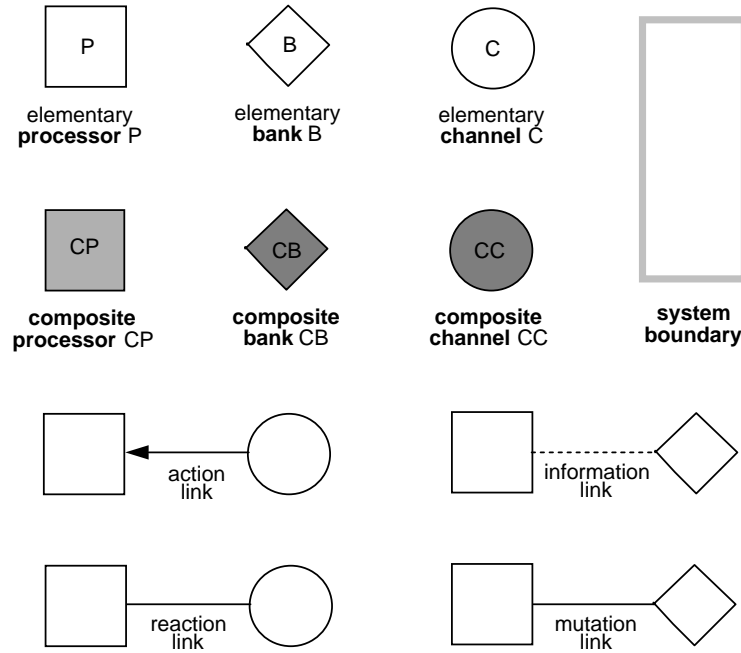 P
B
C
elementary
processor P
elementary
bank B
elementary
channel C
CP
CB
CC
composite
processor CP
composite
bank CB
composite
channel CC
system
boundary
action
link
information
link
reaction
link
mutation
link